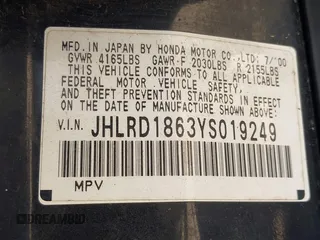 MFD. IN JAPAN BY HONDA MOTOR CO.,LTD: 7/00
GVWR 4165LBS GAWR-F 2030LBS R 2155LBS
THIS VEHICLE CONFORMS TO ALL APPLICABLE
FEDERAL MOTOR VEHICLE SAFETY, BUMPER,
AND THEFT PREVENTION STANDARDS IN EFFECT ON
THE DATE OF MANUFACTURE SHOWN ABOVE.
V.I.N. JHLRD1863YS019249
MPV
DREAMBID